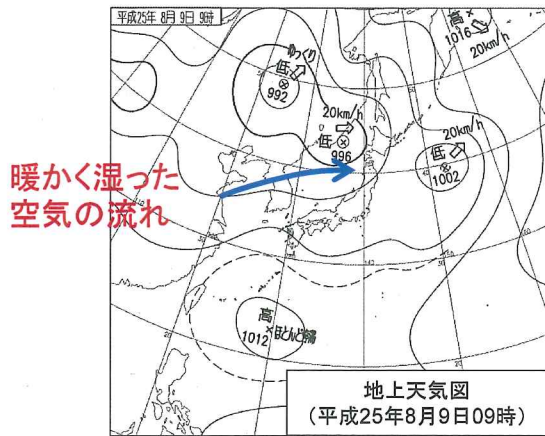 平成25年 8月 9日 9時
高
1016
20km/h
ゆっくり
低
992
20km/h
低
996
20km/h
低
1002
暖かく湿った
空気の流れ
高
1012
ほとんど停滞
地上天気図
(平成25年8月9日09時)